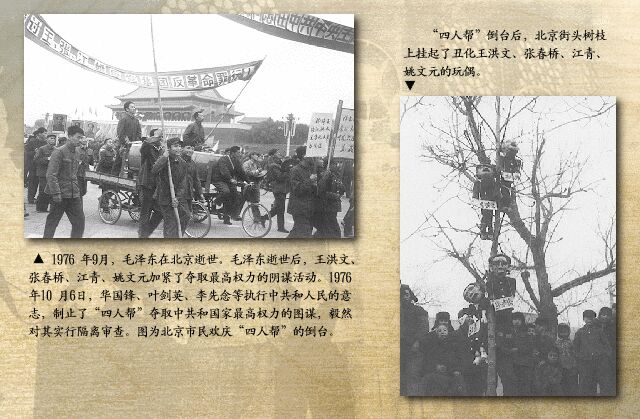 “四人帮”倒台后，北京街头树枝
上挂起了丑化王洪文、张春桥、江青、
姚文元的玩偶。
▼
▲ 1976 年9月，毛泽东在北京逝世。毛泽东逝世后，王洪文、
张春桥、江青、姚文元加紧了夺取最高权力的阴谋活动。1976
年10 月6日，华国锋、叶剑英、李先念等执行中共和人民的意
志，制止了“四人帮”夺取中共和国家最高权力的图谋，毅然
对其实行隔离审查。图为北京市民欢庆“四人帮”的倒台。